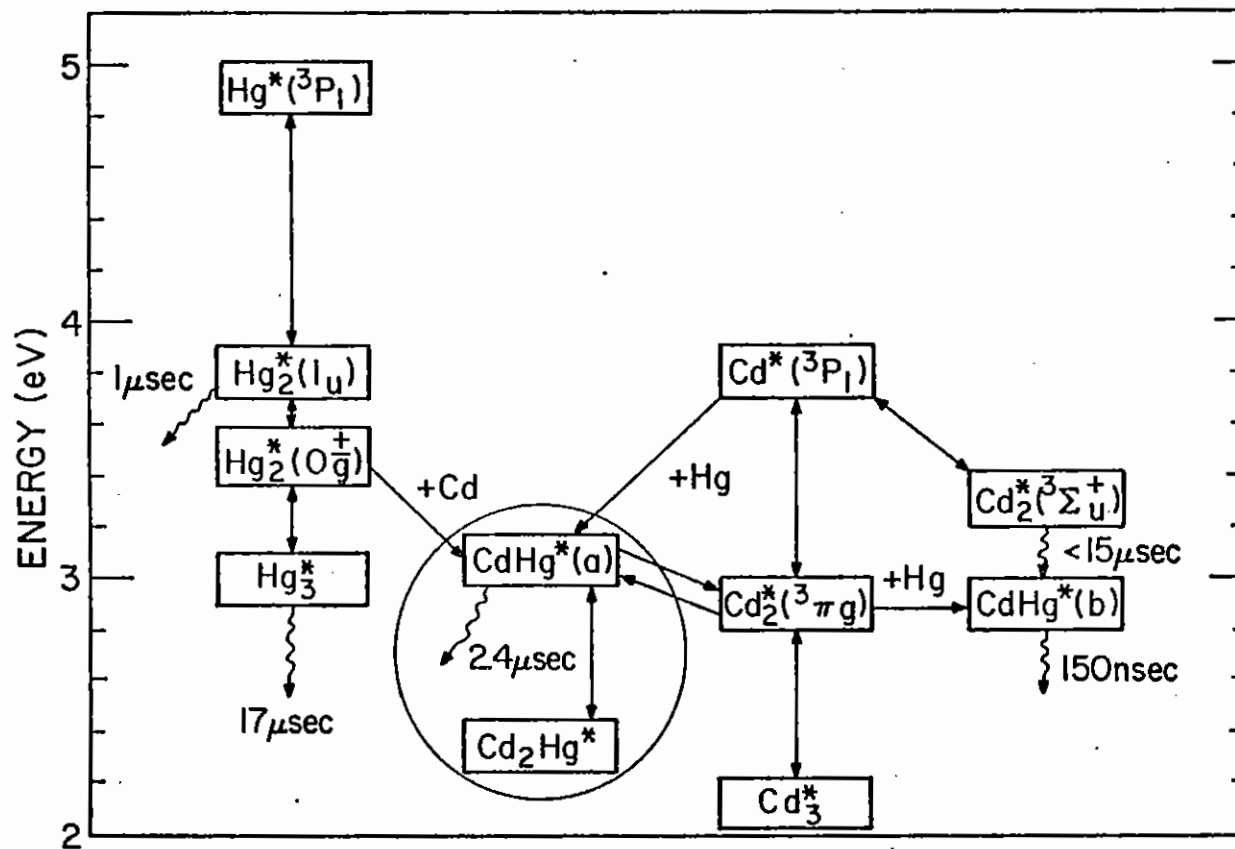 ENERGY (eV)
5
4
3
2
Hg*(³P₁)
Hg₂*(1ᵤ)
1μsec
Hg₂*(0g±)
+Cd
Hg₃*
17μsec
CdHg*(a)
2.4μsec
Cd₂Hg*
Cd*(³P₁)
+Hg
Cd₂*(³πg)
+Hg
Cd₃*
Cd₂*(³Σᵤ⁺)
<15μsec
CdHg*(b)
150nsec